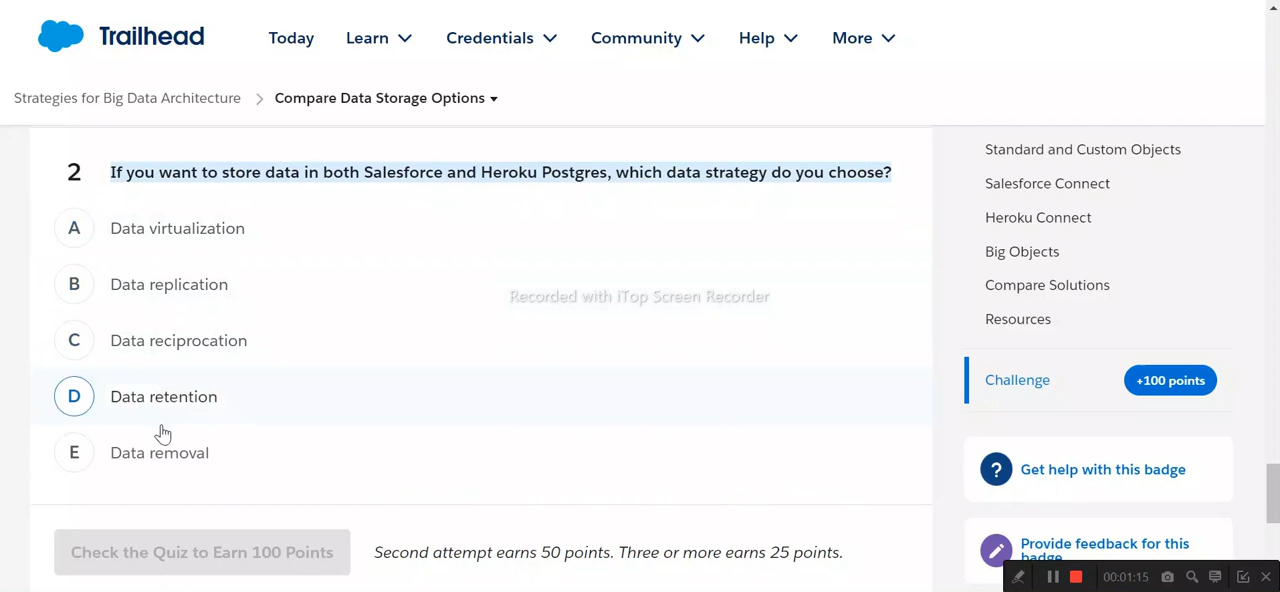 Trailhead
Today Learn Credentials Community Help More
Strategies for Big Data Architecture > Compare Data Storage Options
2 If you want to store data in both Salesforce and Heroku Postgres, which data strategy do you choose?
A Data virtualization
B Data replication
C Data reciprocation
D Data retention
E Data removal
Recorded with iTop Screen Recorder
Check the Quiz to Earn 100 Points
Second attempt earns 50 points. Three or more earns 25 points.
Standard and Custom Objects
Salesforce Connect
Heroku Connect
Big Objects
Compare Solutions
Resources
Challenge +100 points
? Get help with this badge
Provide feedback for this
badge
00:01:15